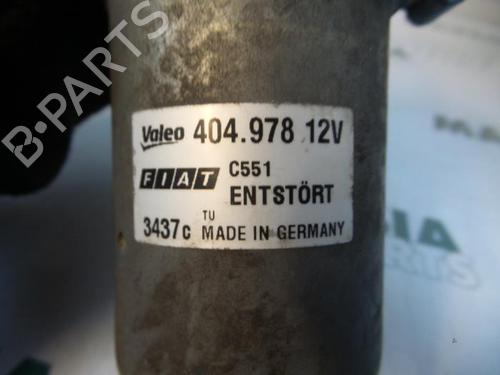 Valeo 404.978 12V
FIAT C551
ENTSTÖRT
3437c TU MADE IN GERMANY
PARTS